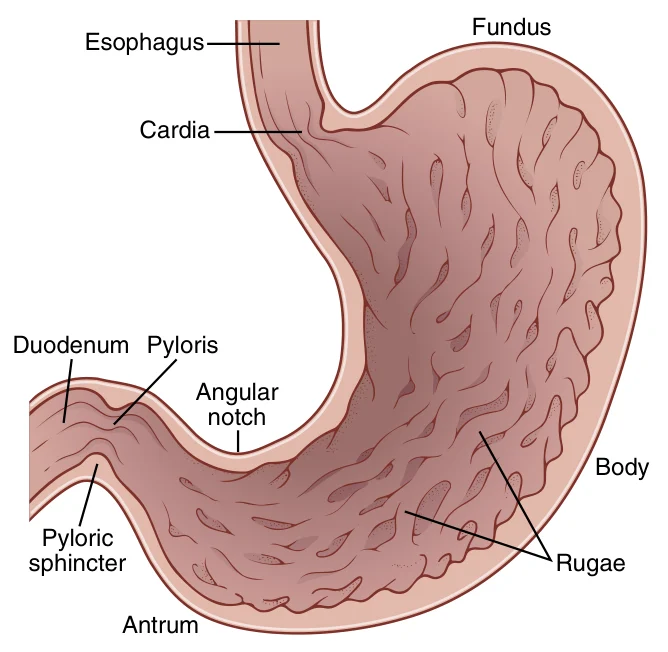 Fundus
Esophagus
Cardia
Duodenum
Pyloris
Angular
notch
Body
Pyloric
sphincter
Rugae
Antrum